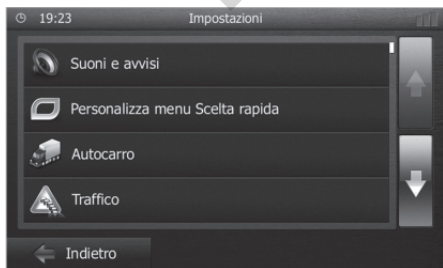 19:23 Impostazioni
Suoni e avvisi
Personalizza menu Scelta rapida
Autocarro
Traffico
Indietro